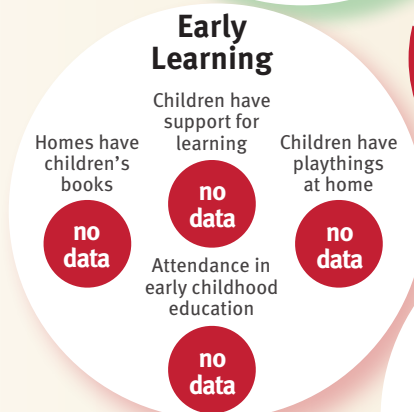 Early
Learning
Homes have
children’s
books
no
data
Children have
support for
learning
no
data
Children have
playthings
at home
no
data
Attendance in
early childhood
education
no
data